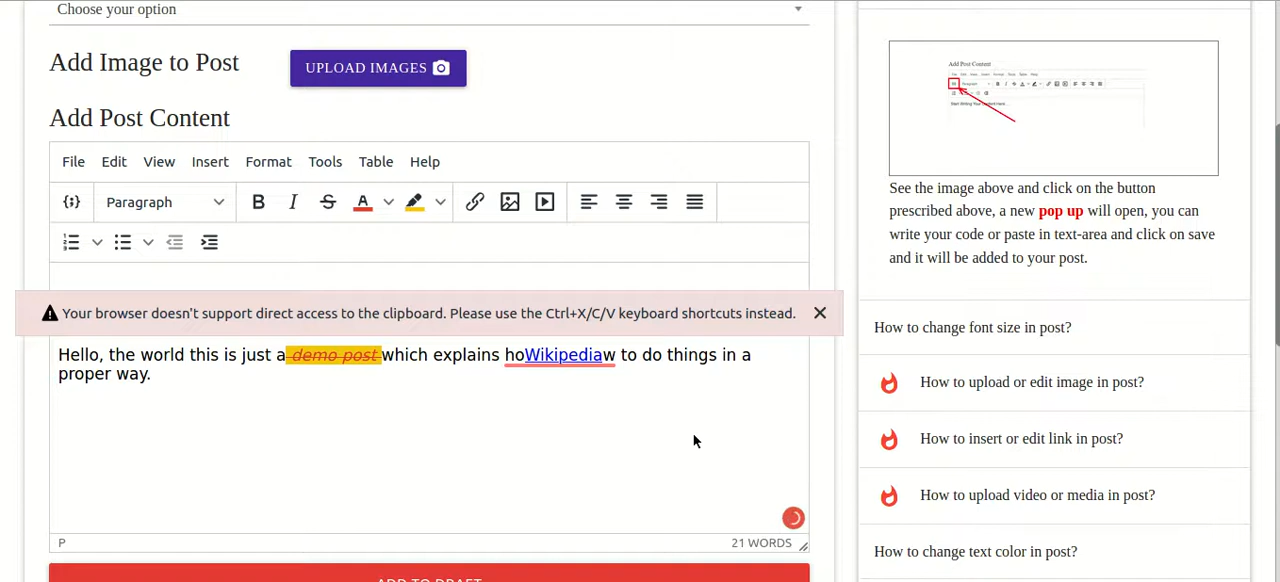 Choose your option
Add Image to Post
UPLOAD IMAGES
Add Post Content
File Edit View Insert Format Tools Table Help
Paragraph
B I S A
Your browser doesn't support direct access to the clipboard. Please use the Ctrl+X/C/V keyboard shortcuts instead.
Hello, the world this is just a demo post which explains hoWikipediaw to do things in a
proper way.
P
21 WORDS
ADD TO DRAFT
Add Post Content
See the image above and click on the button
prescribed above, a new pop up will open, you can
write your code or paste in text-area and click on save
and it will be added to your post.
How to change font size in post?
How to upload or edit image in post?
How to insert or edit link in post?
How to upload video or media in post?
How to change text color in post?